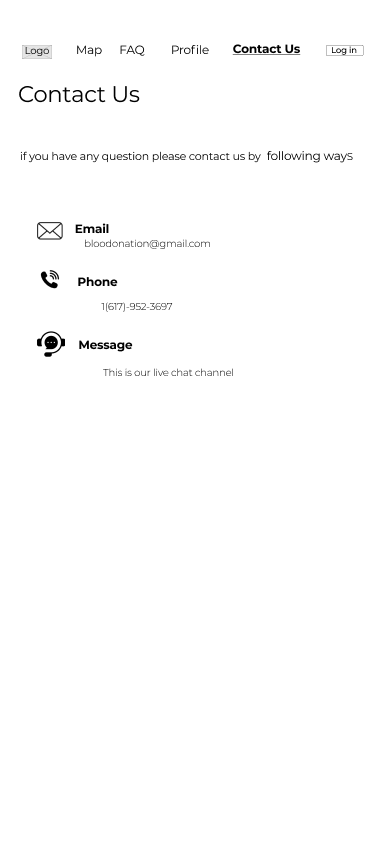 Logo Map FAQ Profile Contact Us Log in
Contact Us
if you have any question please contact us by following ways
Email
bloodonation@gmail.com
Phone
1(617)-952-3697
Message
This is our live chat channel